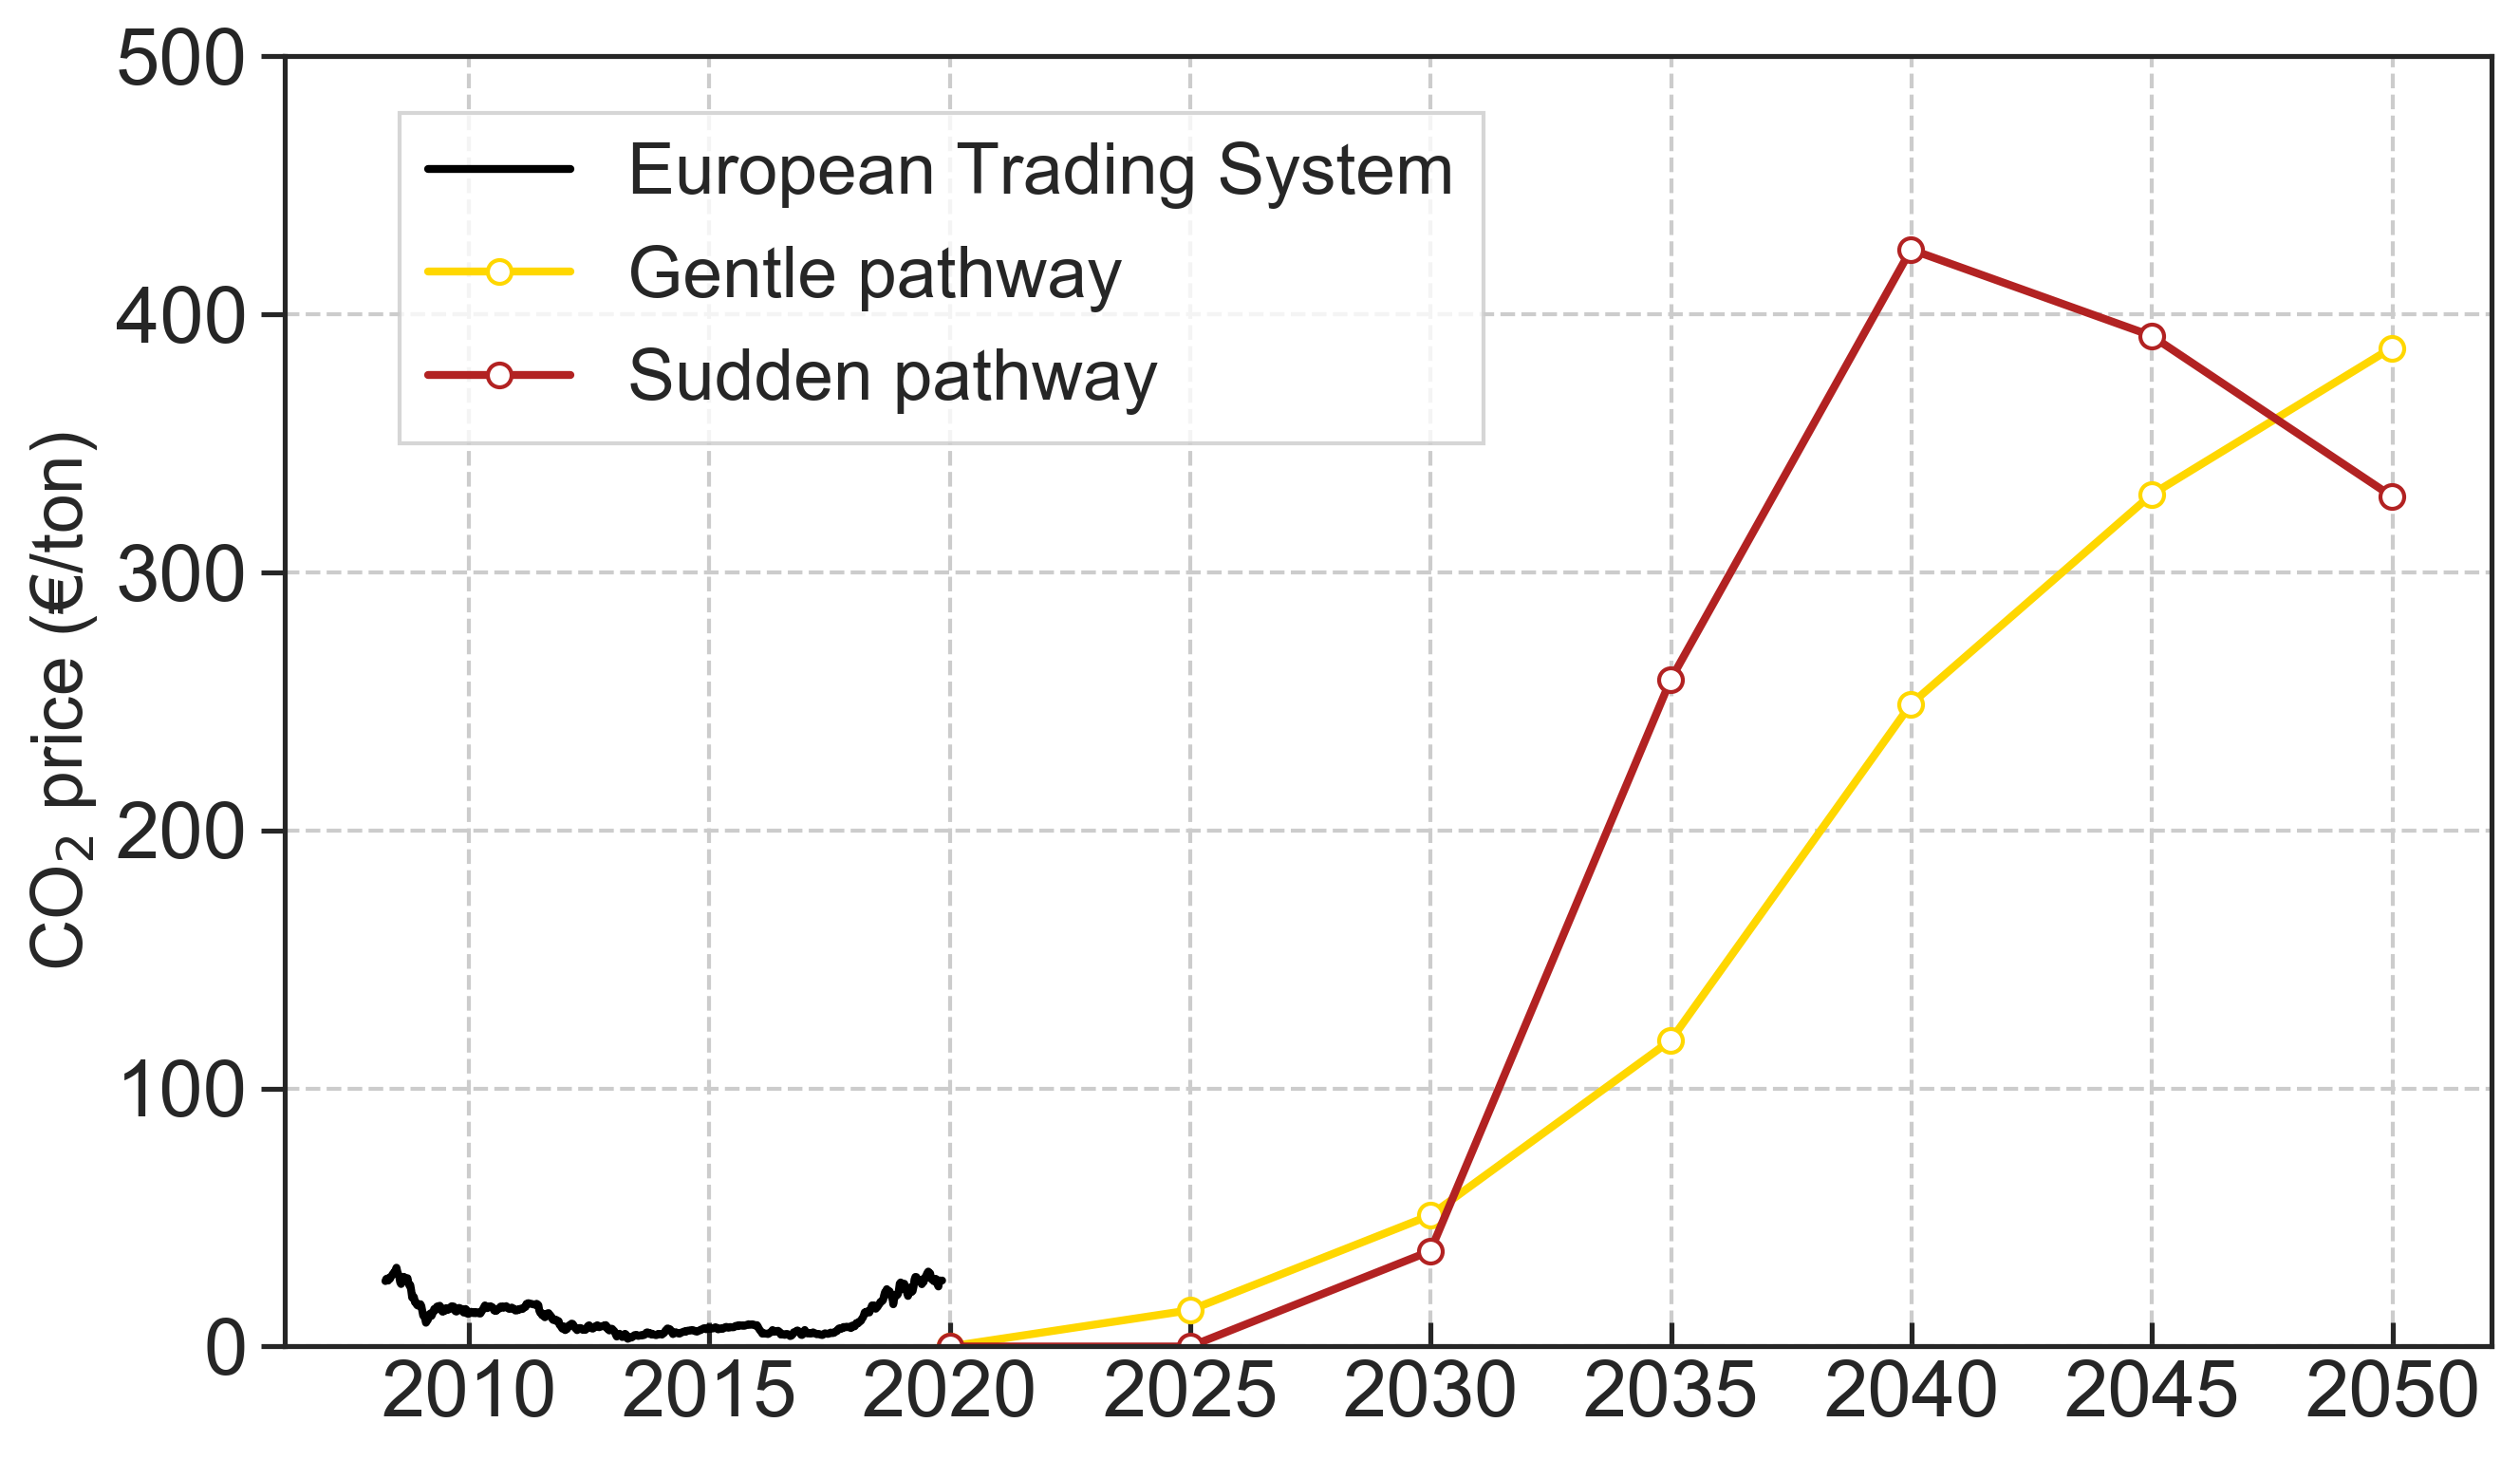 500
400
300
200
100
0
CO₂ price (€/ton)
European Trading System
Gentle pathway
Sudden pathway
2010 2015 2020 2025 2030 2035 2040 2045 2050